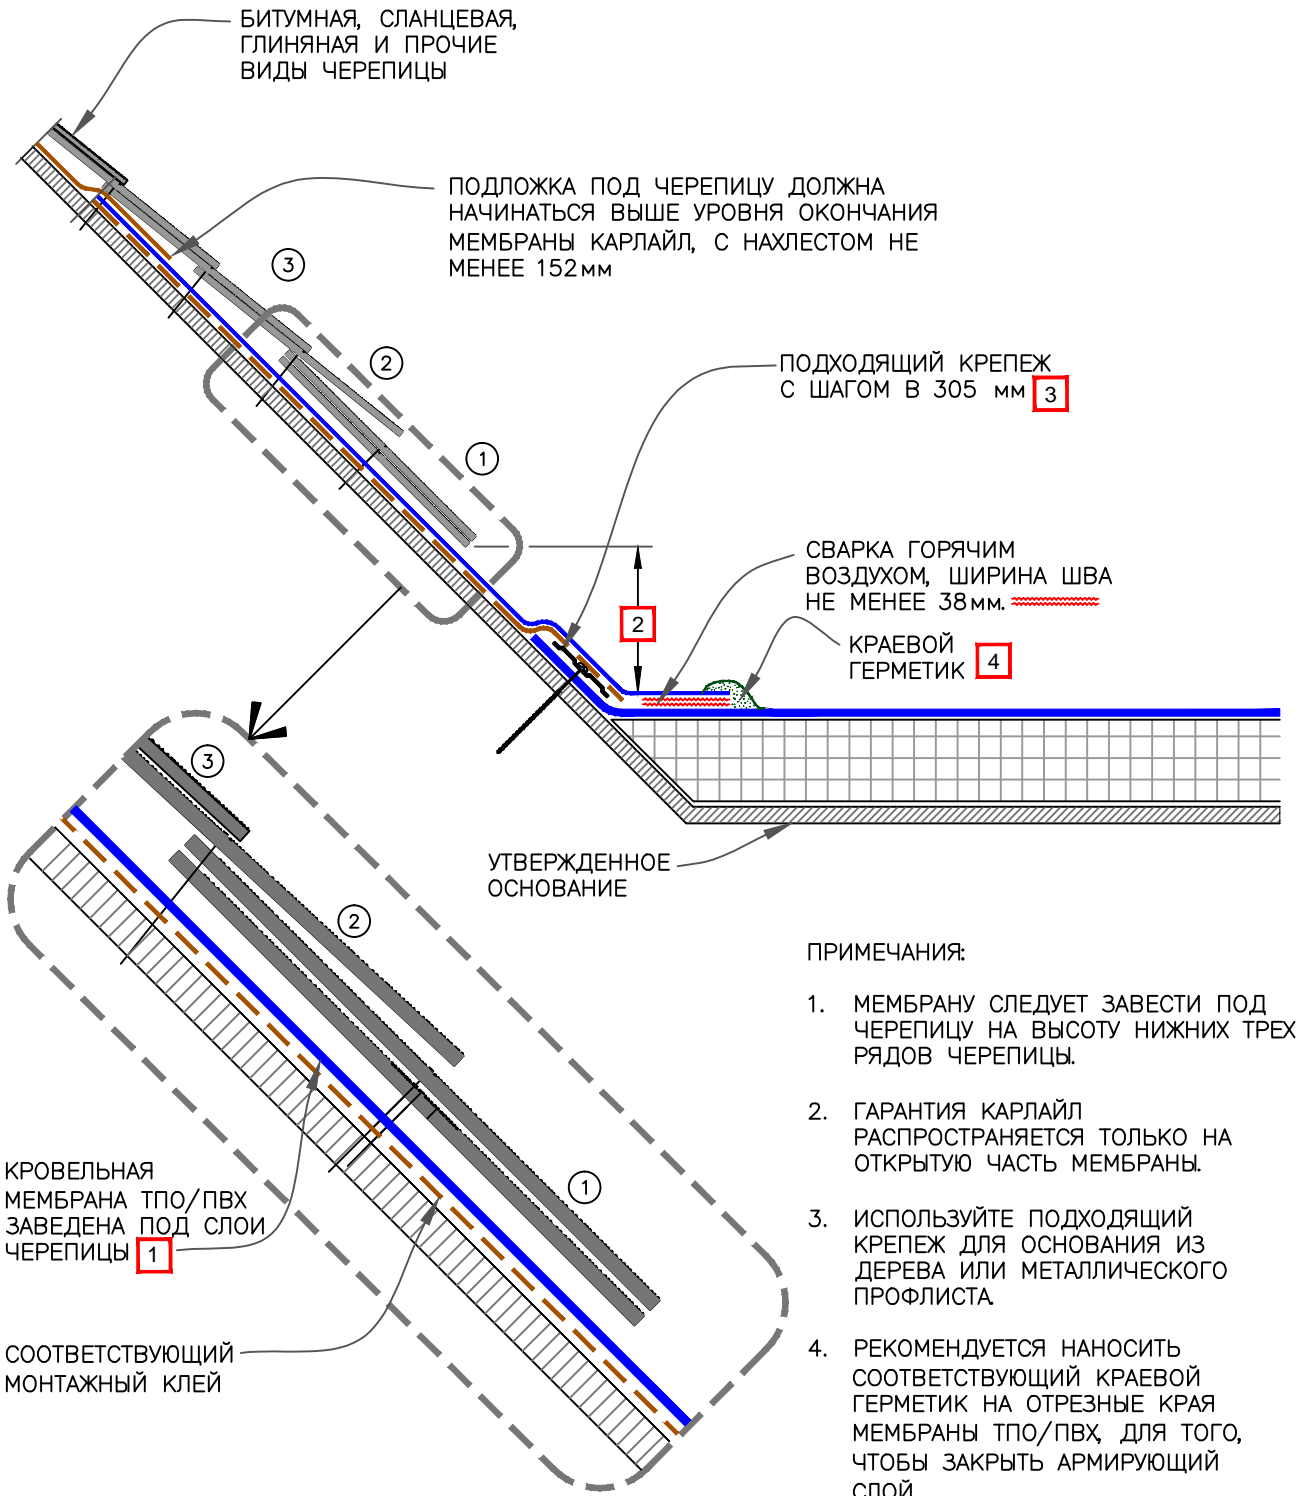 БИТУМНАЯ, СЛАНЦЕВАЯ,
ГЛИНЯНАЯ И ПРОЧИЕ
ВИДЫ ЧЕРЕПИЦЫ
ПОДЛОЖКА ПОД ЧЕРЕПИЦУ ДОЛЖНА
НАЧИНАТЬСЯ ВЫШЕ УРОВНЯ ОКОНЧАНИЯ
МЕМБРАНЫ КАРЛАЙЛ, С НАХЛЕСТОМ НЕ
МЕНЕЕ 152мм
3
2
1
ПОДХОДЯЩИЙ КРЕПЕЖ
С ШАГОМ В 305 мм 3
СВАРКА ГОРЯЧИМ
ВОЗДУХОМ, ШИРИНА ШВА
НЕ МЕНЕЕ 38мм.
2
КРАЕВОЙ
ГЕРМЕТИК 4
УТВЕРЖДЕННОЕ
ОСНОВАНИЕ
3
2
1
КРОВЕЛЬНАЯ
МЕМБРАНА ТПО/ПВХ
ЗАВЕДЕНА ПОД СЛОИ
ЧЕРЕПИЦЫ 1
СООТВЕТСТВУЮЩИЙ
МОНТАЖНЫЙ КЛЕЙ
ПРИМЕЧАНИЯ:
1. МЕМБРАНУ СЛЕДУЕТ ЗАВЕСТИ ПОД
ЧЕРЕПИЦУ НА ВЫСОТУ НИЖНИХ ТРЕХ
РЯДОВ ЧЕРЕПИЦЫ.
2. ГАРАНТИЯ КАРЛАЙЛ
РАСПРОСТРАНЯЕТСЯ ТОЛЬКО НА
ОТКРЫТУЮ ЧАСТЬ МЕМБРАНЫ.
3. ИСПОЛЬЗУЙТЕ ПОДХОДЯЩИЙ
КРЕПЕЖ ДЛЯ ОСНОВАНИЯ ИЗ
ДЕРЕВА ИЛИ МЕТАЛЛИЧЕСКОГО
ПРОФЛИСТА.
4. РЕКОМЕНДУЕТСЯ НАНОСИТЬ
СООТВЕТСТВУЮЩИЙ КРАЕВОЙ
ГЕРМЕТИК НА ОТРЕЗНЫЕ КРАЯ
МЕМБРАНЫ ТПО/ПВХ, ДЛЯ ТОГО,
ЧТОБЫ ЗАКРЫТЬ АРМИРУЮЩИЙ
СЛОЙ